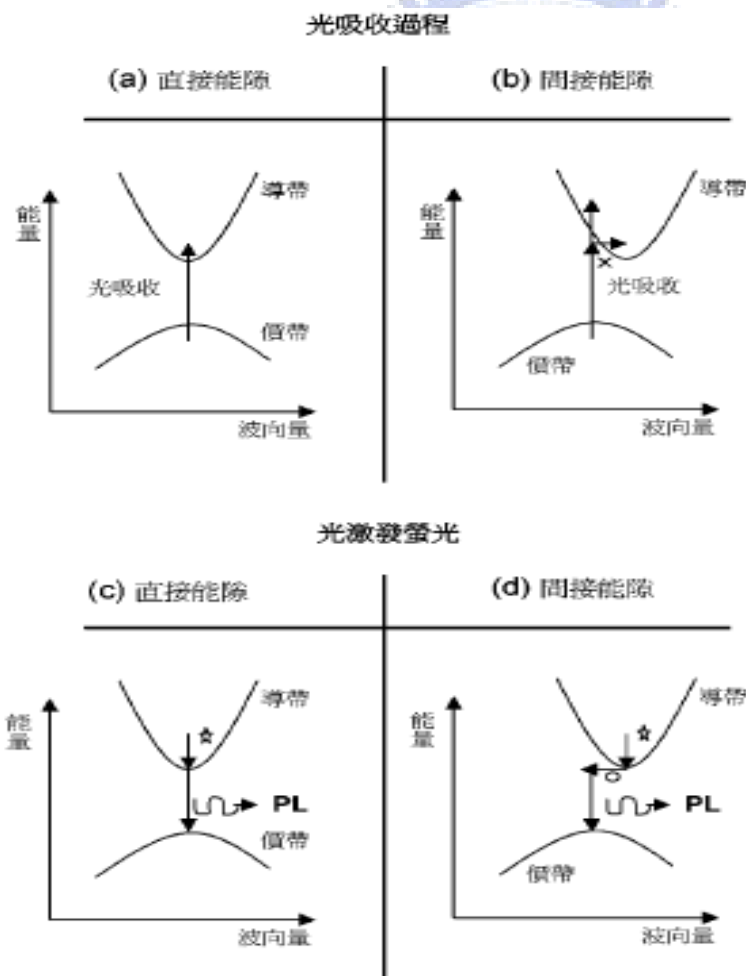 光吸收過程
(a) 直接能隙
(b) 間接能隙
導帶
導帶
能量
能量
光吸收
×
光吸收
價帶
價帶
波向量
波向量
光激發螢光
(c) 直接能隙
(d) 間接能隙
導帶
導帶
能量
能量
PL
PL
價帶
價帶
波向量
波向量